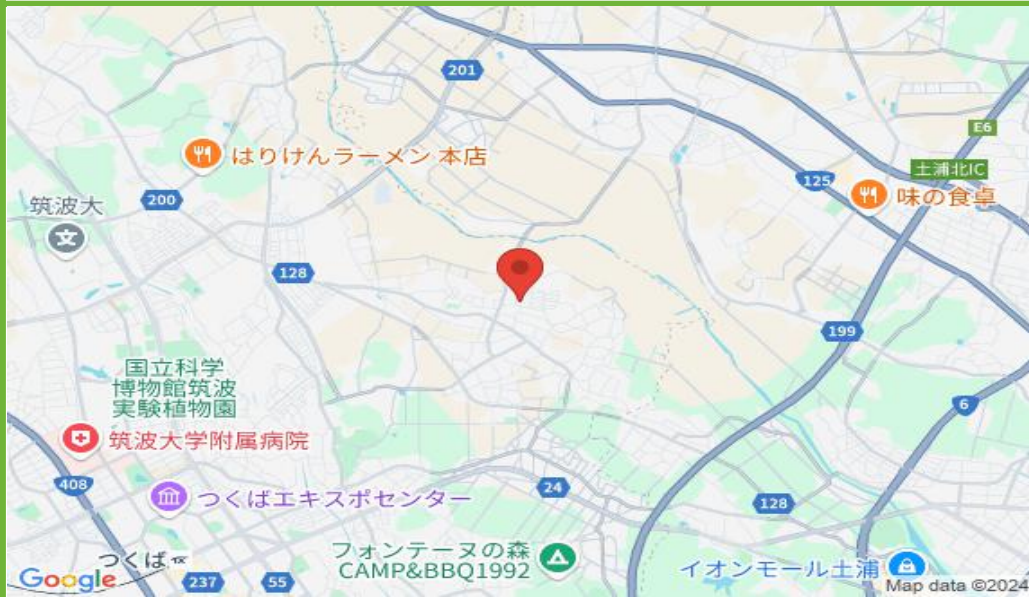 201
E6
はりけんラーメン 本店
土浦北IC
125
味の食卓
200
筑波大
128
199
国立科学
博物館筑波
実験植物園
6
筑波大学附属病院
408
24
つくばエキスポセンター
128
フォンテーヌの森
CAMP&BBQ1992
つくば
イオンモール土浦
Google
237
55
Map data ©2024